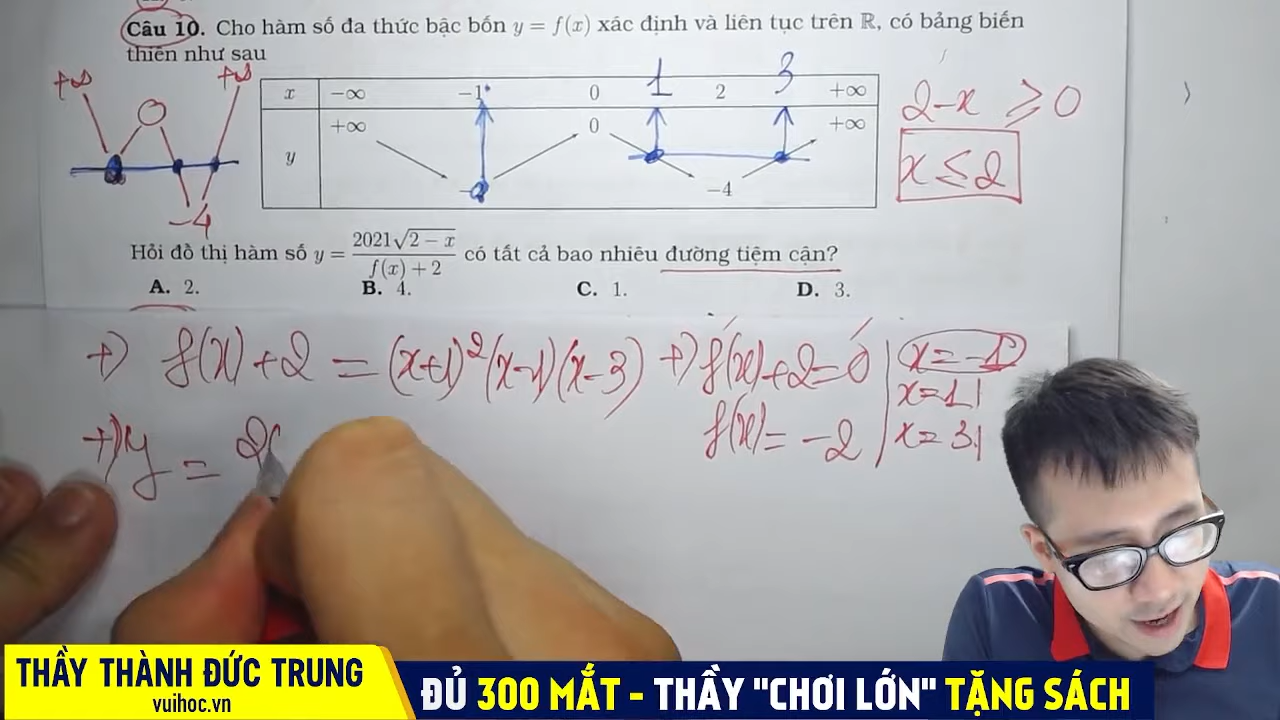 Câu 10. Cho hàm số đa thức bậc bốn y = f(x) xác định và liên tục trên ℝ, có bảng biến
thiên như sau
+∞ 0 +∞
-4
x -∞ -1 0 1 2 3 +∞
y +∞ -2 0 -4 +∞
2-x ⩾ 0
x ≤ 2
Hỏi đồ thị hàm số y = 2021√(2 − x) / (f(x) + 2) có tất cả bao nhiêu đường tiệm cận?
A. 2. B. 4. C. 1. D. 3.
+) f(x) + 2 = (x+1)²(x-1)(x-3) +) f(x)+2=0 x=-1
x=1
f(x) = -2 x=3
+) y = 20
THẦY THÀNH ĐỨC TRUNG
vuihoc.vn
ĐỦ 300 MẮT - THẦY "CHƠI LỚN" TẶNG SÁCH